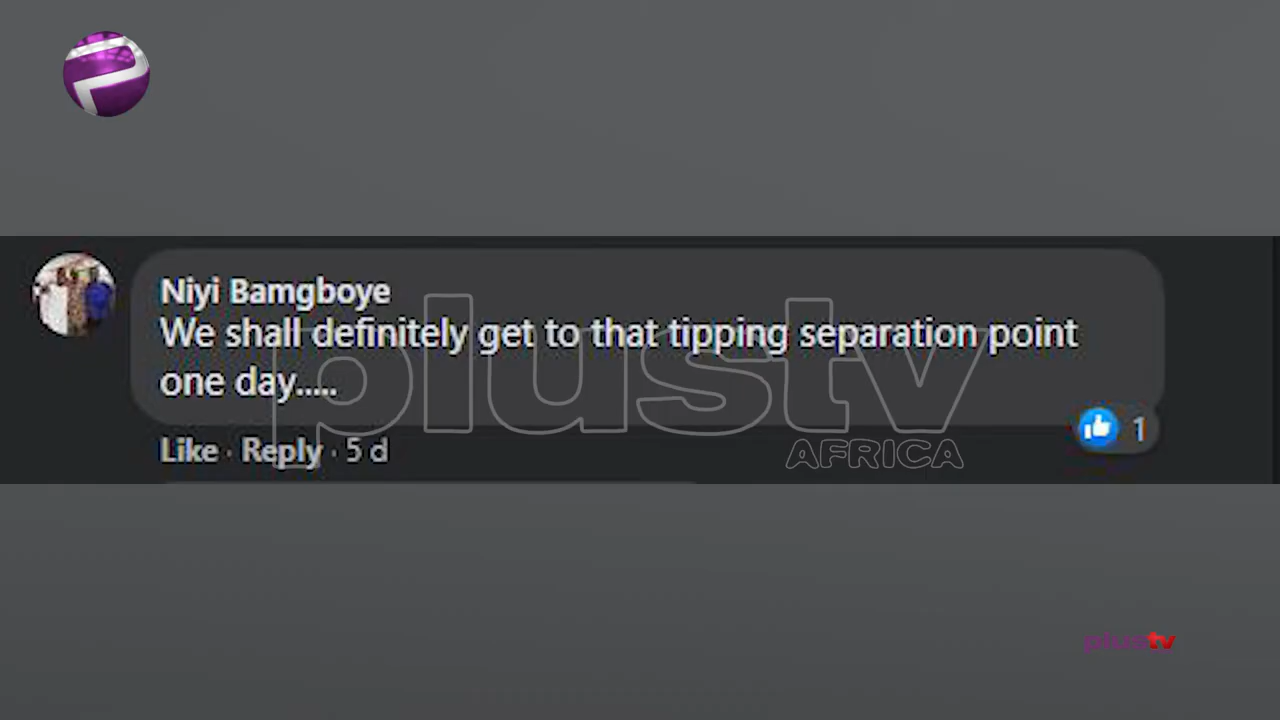 Niyi Bamgboye
We shall definitely get to that tipping separation point
one day.....
Like · Reply · 5 d
1
plustv
AFRICA
plustv